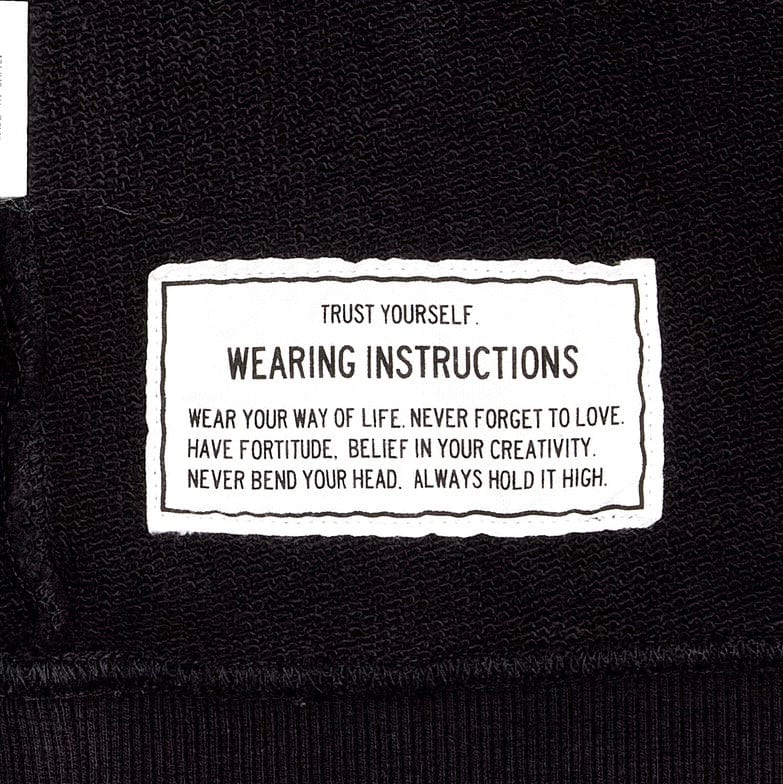 TRUST YOURSELF.
WEARING INSTRUCTIONS
WEAR YOUR WAY OF LIFE. NEVER FORGET TO LOVE.
HAVE FORTITUDE, BELIEF IN YOUR CREATIVITY.
NEVER BEND YOUR HEAD. ALWAYS HOLD IT HIGH.